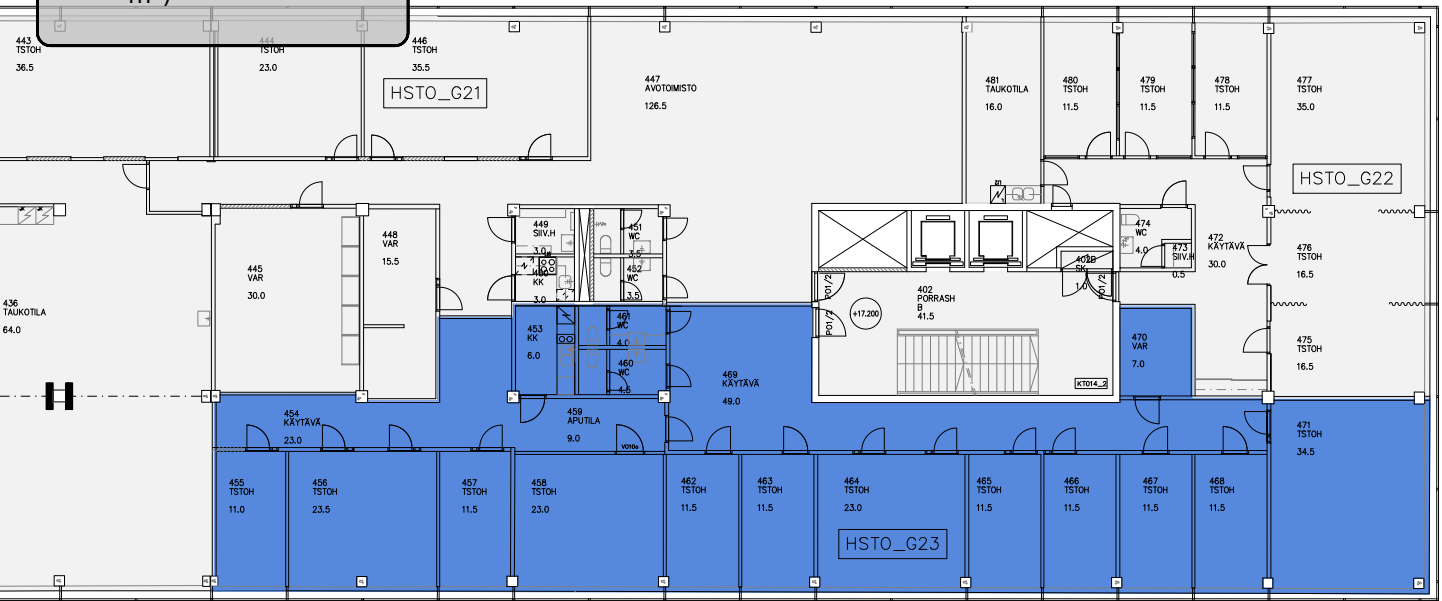 m²)
443
TSTOH
36.5
444
TSTOH
23.0
446
TSTOH
35.5
HSTO_G21
447
AVOTOIMISTO
126.5
481
TAUKOTILA
16.0
480
TSTOH
11.5
479
TSTOH
11.5
478
TSTOH
11.5
477
TSTOH
35.0
HSTO_G22
436
TAUKOTILA
64.0
445
VAR
30.0
448
VAR
15.5
449
SIIV.H
3.0
KK
3.0
451
WC
3.5
452
WC
3.5
402
PORRASH
B
41.5
+17.200
PO1/2
PO1/2
PO1/2
402B
SK
1.0
KT014_2
474
WC
4.0
473
SIIV.H
0.5
472
KÄYTÄVÄ
30.0
476
TSTOH
16.5
475
TSTOH
16.5
453
KK
6.0
461
WC
4.0
460
WC
4.5
469
KÄYTÄVÄ
49.0
470
VAR
7.0
454
KÄYTÄVÄ
23.0
459
APUTILA
9.0
471
TSTOH
34.5
455
TSTOH
11.0
456
TSTOH
23.5
457
TSTOH
11.5
458
TSTOH
23.0
462
TSTOH
11.5
463
TSTOH
11.5
464
TSTOH
23.0
HSTO_G23
465
TSTOH
11.5
466
TSTOH
11.5
467
TSTOH
11.5
468
TSTOH
11.5